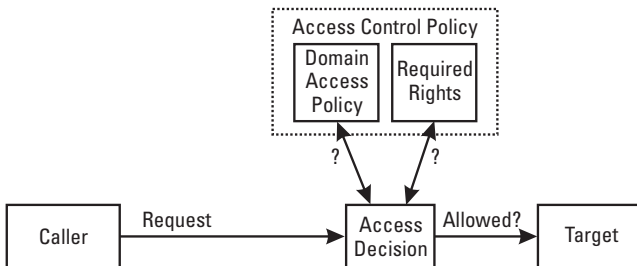 Access Control Policy
Domain
Access
Policy
Required
Rights
?
?
Caller
Request
Access
Decision
Allowed?
Target